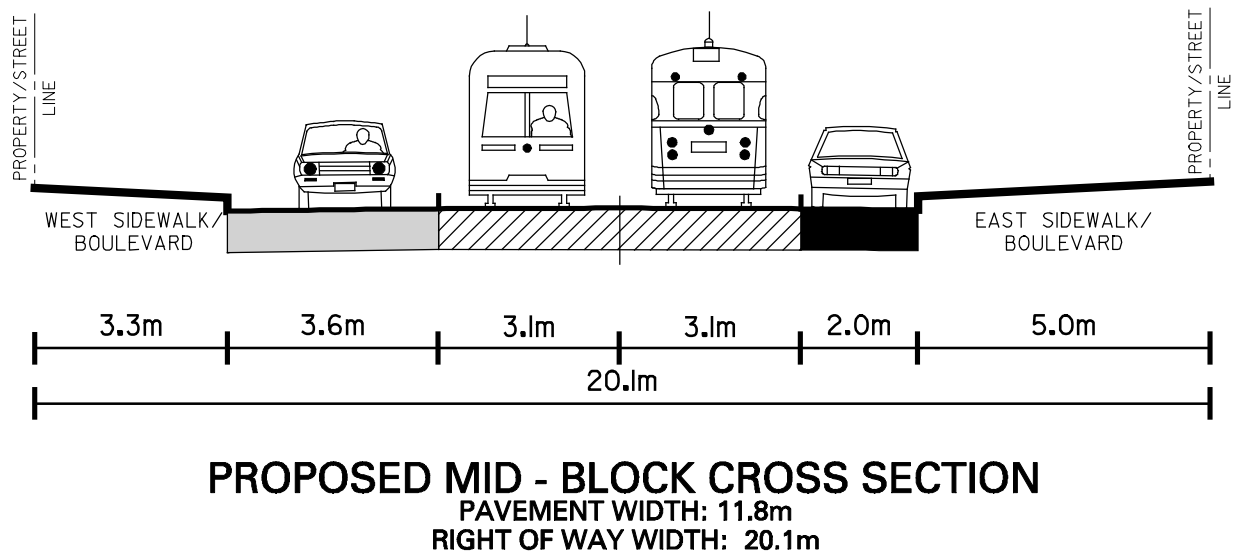 PROPERTY/STREET
LINE
PROPERTY/STREET
LINE
WEST SIDEWALK/
BOULEVARD
EAST SIDEWALK/
BOULEVARD
3.3m 3.6m 3.1m 3.1m 2.0m 5.0m
20.1m
PROPOSED MID - BLOCK CROSS SECTION
PAVEMENT WIDTH: 11.8m
RIGHT OF WAY WIDTH: 20.1m